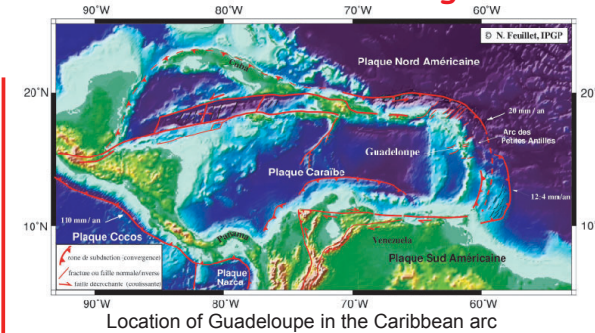 90˚W 80˚W 70˚W 60˚W
© N. Feuillet, IPGP
Cuba
Plaque Nord Américaine
20˚N 20˚
20 mm / an
Arc des
Petites Antilles
Guadeloupe
Plaque Caraïbe
12-4 mm/an
110 mm / an
10˚N 10˚
Plaque Cocos
Panama
Venezuela
Plaque Sud Américaine
zone de subduction (convergence)
fracture ou faille normale/inverse
faille décrochante (coulissante)
Plaque
Nazca
90˚W 80˚W 70˚W 60˚W
Location of Guadeloupe in the Caribbean arc